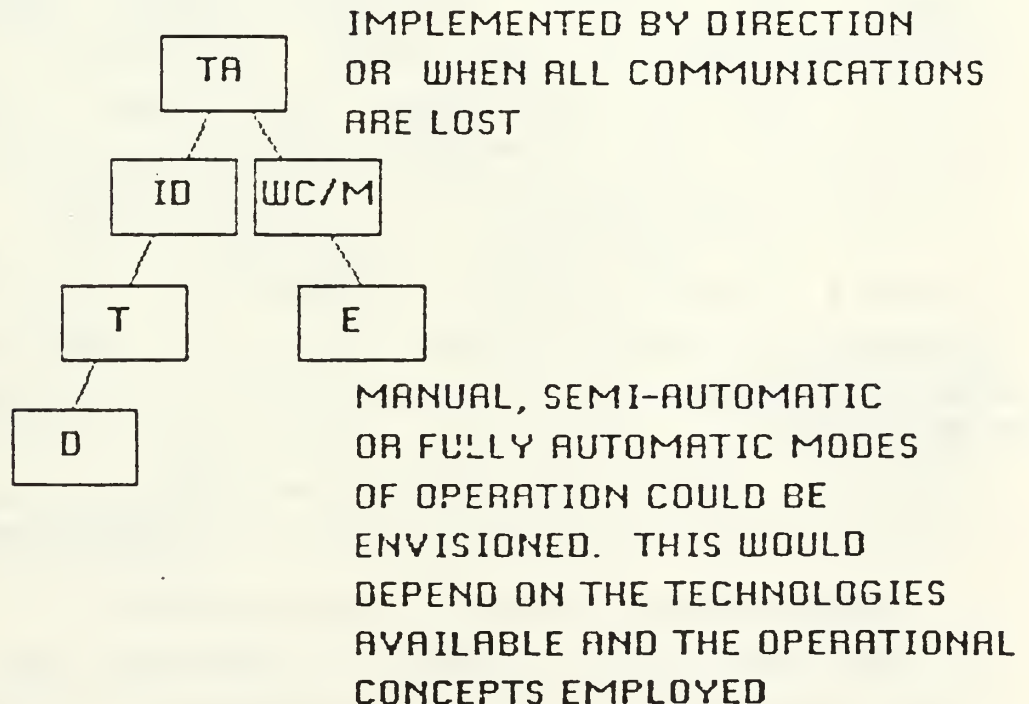 IMPLEMENTED BY DIRECTION
TA
OR WHEN ALL COMMUNICATIONS
ARE LOST
ID
WC/M
T
E
D
MANUAL, SEMI-AUTOMATIC
OR FULLY AUTOMATIC MODES
OF OPERATION COULD BE
ENVISIONED. THIS WOULD
DEPEND ON THE TECHNOLOGIES
AVAILABLE AND THE OPERATIONAL
CONCEPTS EMPLOYED